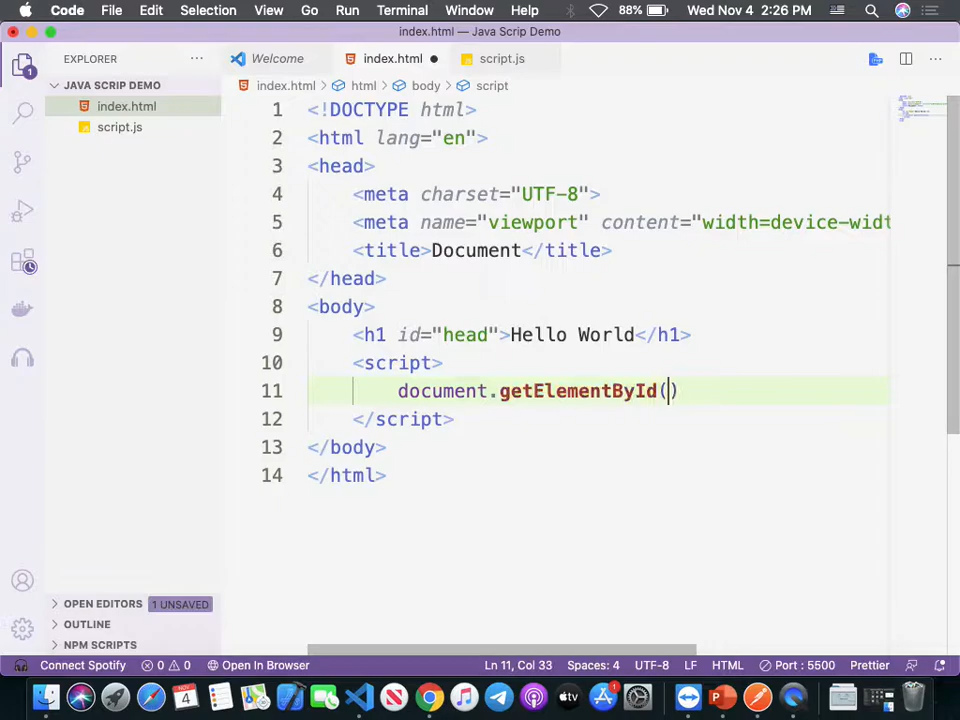 Code File Edit Selection View Go Run Terminal Window Help 88% Wed Nov 4 2:26 PM
index.html — Java Scrip Demo
EXPLORER
Welcome index.html script.js
JAVA SCRIP DEMO
index.html
script.js
index.html > html > body > script
1 <!DOCTYPE html>
2 <html lang="en">
3 <head>
4 <meta charset="UTF-8">
5 <meta name="viewport" content="width=device-widt
6 <title>Document</title>
7 </head>
8 <body>
9 <h1 id="head">Hello World</h1>
10 <script>
11 document.getElementById()
12 </script>
13 </body>
14 </html>
OPEN EDITORS 1 UNSAVED
OUTLINE
NPM SCRIPTS
Connect Spotify 0 0 Open In Browser Ln 11, Col 33 Spaces: 4 UTF-8 LF HTML Port : 5500 Prettier